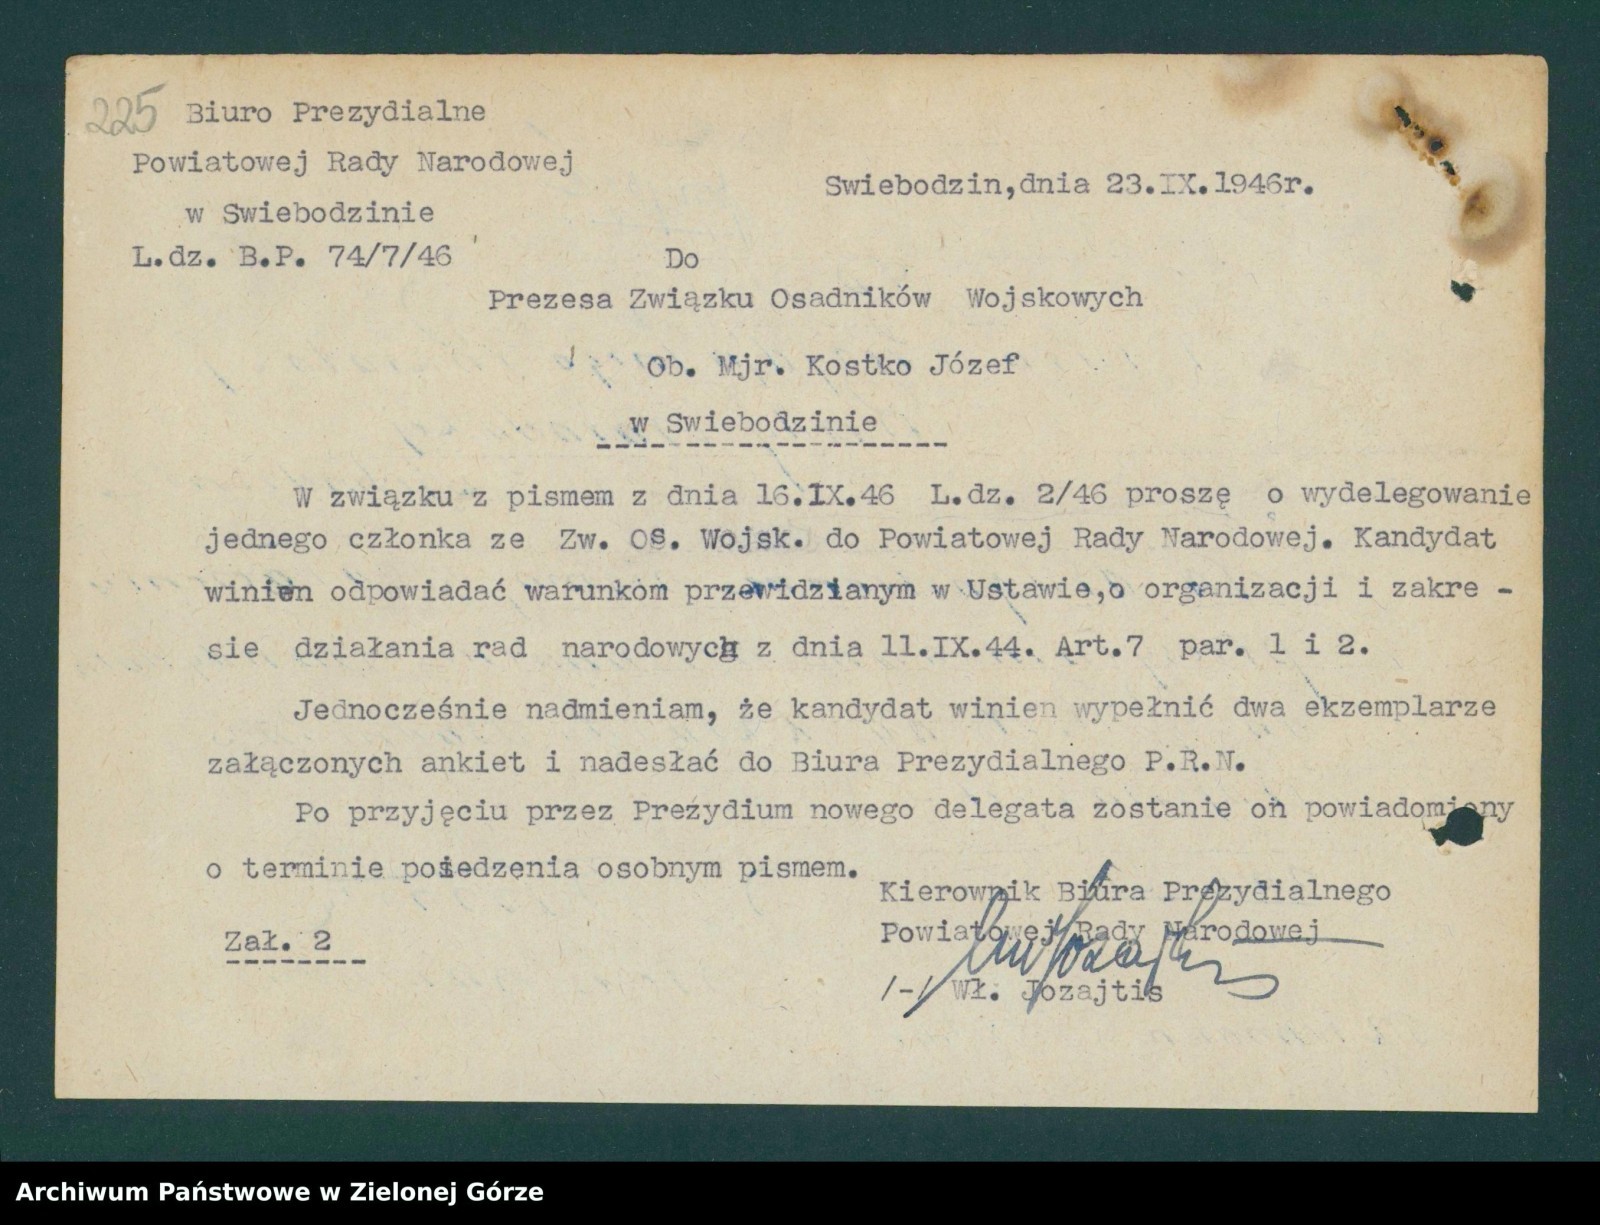 225 Biuro Prezydialne
Powiatowej Rady Narodowej
w Swiebodzinie
L.dz. B.P. 74/7/46
Swiebodzin,dnia 23.IX.1946r.
Do
Prezesa Związku Osadników Wojskowych
Ob. Mjr. Kostko Józef
w Swiebodzinie
W związku z pismem z dnia 16.IX.46 L.dz. 2/46 proszę o wydelegowanie
jednego członka ze Zw. OS. Wojsk. do Powiatowej Rady Narodowej. Kandydat
winien odpowiadać warunkom przewidzianym w Ustawie,o organizacji i zakre -
sie działania rad narodowych z dnia 11.IX.44. Art.7 par. 1 i 2.
Jednocześnie nadmieniam, że kandydat winien wypełnić dwa ekzemplarze
załączonych ankiet i nadesłać do Biura Prezydialnego P.R.N.
Po przyjęciu przez Prezydium nowego delegata zostanie on powiadomiony
o terminie posiedzenia osobnym pismem.
Kierownik Biura Prezydialnego
Powiatowej Rady Narodowej
Zał. 2
/-/ Wł. Jozajtis
Archiwum Państwowe w Zielonej Górze